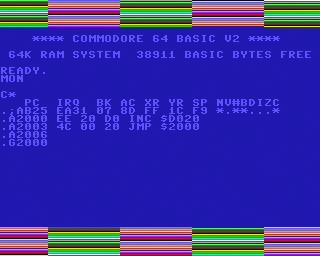 **** COMMODORE 64 BASIC V2 ****
64K RAM SYSTEM 38911 BASIC BYTES FREE
READY.
MON
C*
PC IRQ BK AC XR YR SP NV#BDIZC
.;AB25 EA31 07 8D FF 1C F9 *.**...*
.A2000 EE 20 D0 INC $D020
.A2003 4C 00 20 JMP $2000
.A2006
.G2000